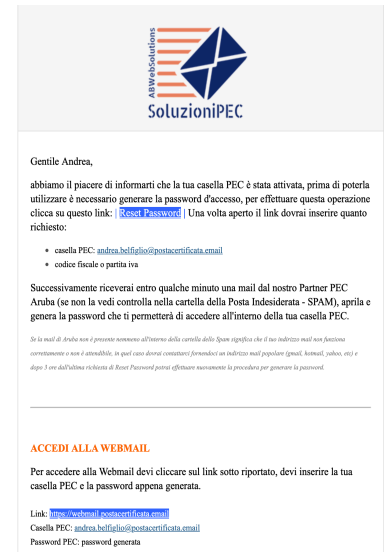 ABWebSolutions
SoluzioniPEC
Gentile Andrea,
abbiamo il piacere di informarti che la tua casella PEC è stata attivata, prima di poterla
utilizzare è necessario generare la password d'accesso, per effettuare questa operazione
clicca su questo link: | Reset Password | Una volta aperto il link dovrai inserire quanto
richiesto:
• casella PEC: andrea.belfiglio@postacertificata.email
• codice fiscale o partita iva
Successivamente riceverai entro qualche minuto una mail dal nostro Partner PEC
Aruba (se non la vedi controlla nella cartella della Posta Indesiderata - SPAM), aprila e
genera la password che ti permetterà di accedere all'interno della tua casella PEC.
Se la mail di Aruba non è presente nemmeno all'interno della cartella dello Spam significa che il tuo indirizzo mail non funziona
correttamente o non è attendibile, in quel caso dovrai contattarci fornendoci un indirizzo mail popolare (gmail, hotmail, yahoo, etc) e
dopo 3 ore dall'ultima richiesta di Reset Password potrai effettuare nuovamente la procedura per generare la password.
ACCEDI ALLA WEBMAIL
Per accedere alla Webmail devi cliccare sul link sotto riportato, devi inserire la tua
casella PEC e la password appena generata.
Link: https://webmail.postacertificata.email
Casella PEC: andrea.belfiglio@postacertificata.email
Password PEC: password generata